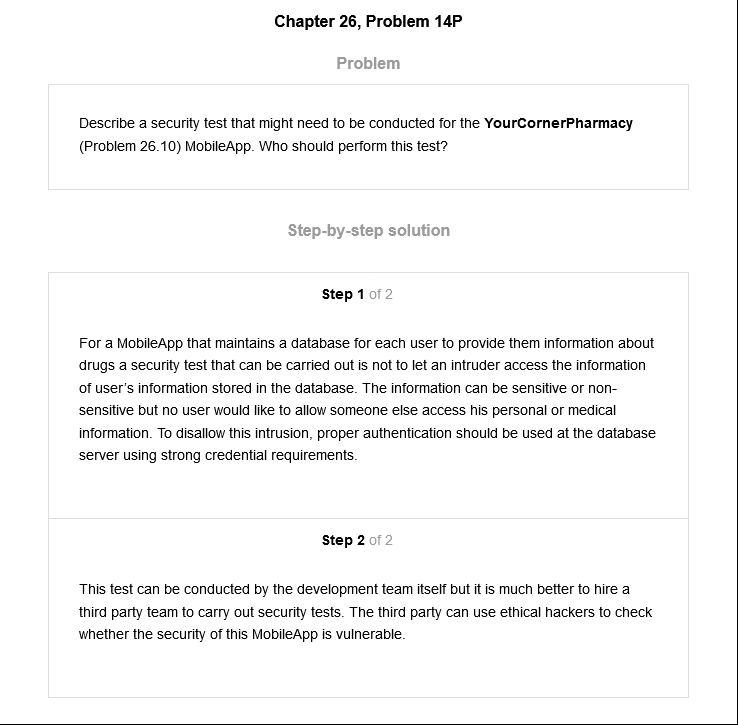 Chapter 26, Problem 14P
Problem
Describe a security test that might need to be conducted for the YourCornerPharmacy
(Problem 26.10) MobileApp. Who should perform this test?
Step-by-step solution
Step 1 of 2
For a MobileApp that maintains a database for each user to provide them information about
drugs a security test that can be carried out is not to let an intruder access the information
of user's information stored in the database. The information can be sensitive or non-
sensitive but no user would like to allow someone else access his personal or medical
information. To disallow this intrusion, proper authentication should be used at the database
server using strong credential requirements.
Step 2 of 2
This test can be conducted by the development team itself but it is much better to hire a
third party team to carry out security tests. The third party can use ethical hackers to check
whether the security of this MobileApp is vulnerable.